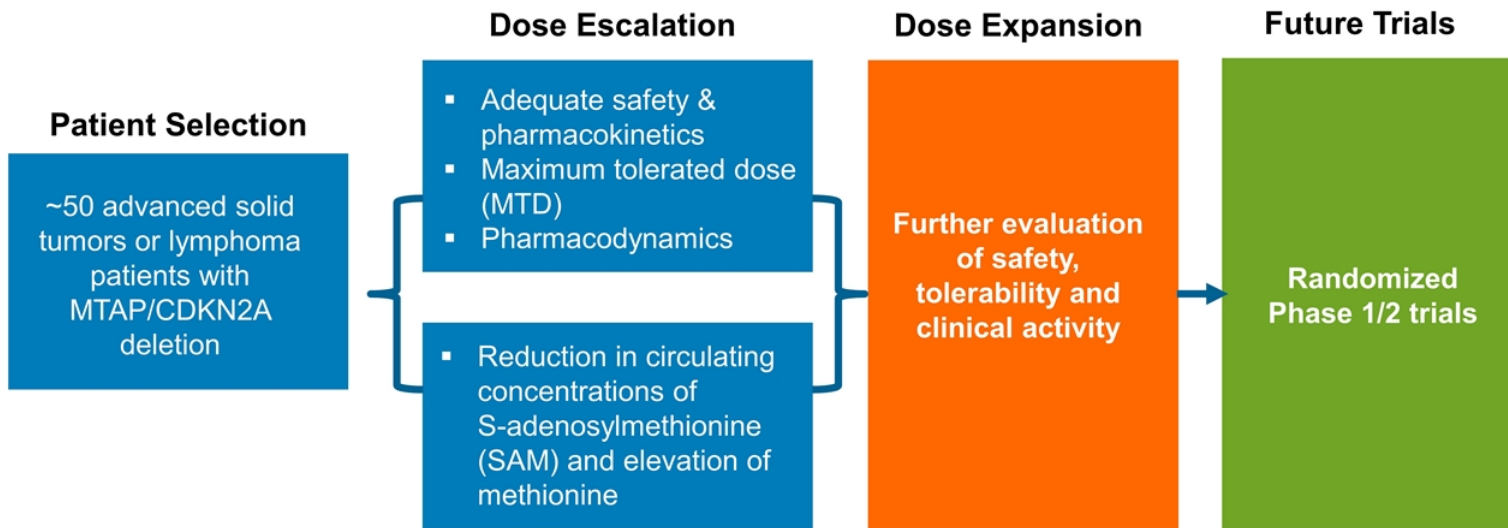 Patient Selection
~50 advanced solid
tumors or lymphoma
patients with
MTAP/CDKN2A
deletion
Dose Escalation
▪ Adequate safety &
pharmacokinetics
▪ Maximum tolerated dose
(MTD)
▪ Pharmacodynamics
▪ Reduction in circulating
concentrations of
S-adenosylmethionine
(SAM) and elevation of
methionine
Dose Expansion
Further evaluation
of safety,
tolerability and
clinical activity
Future Trials
Randomized
Phase 1/2 trials